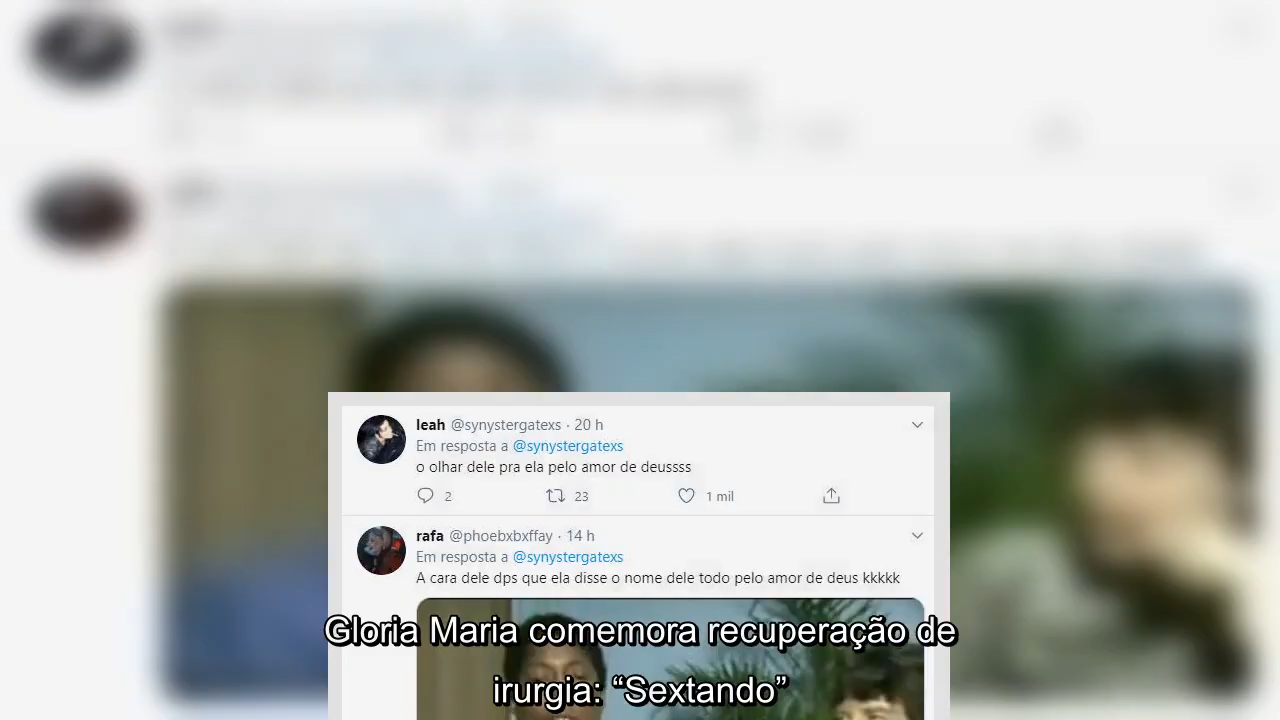 leah @synystergatexs · 20 h
Em resposta a @synystergatexs
o olhar dele pra ela pelo amor de deussss
2 23 1 mil
rafa @phoebxbxffay · 14 h
Em resposta a @synystergatexs
A cara dele dps que ela disse o nome dele todo pelo amor de deus kkkkk
Gloria Maria comemora recuperação de
irurgia: “Sextando”